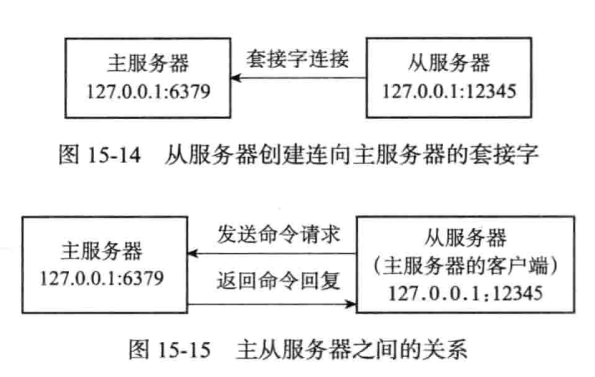 主服务器
127.0.0.1:6379
套接字连接
从服务器
127.0.0.1:12345
图 15-14 从服务器创建连向主服务器的套接字
主服务器
127.0.0.1:6379
发送命令请求
返回命令回复
从服务器
（主服务器的客户端）
127.0.0.1:12345
图 15-15 主从服务器之间的关系